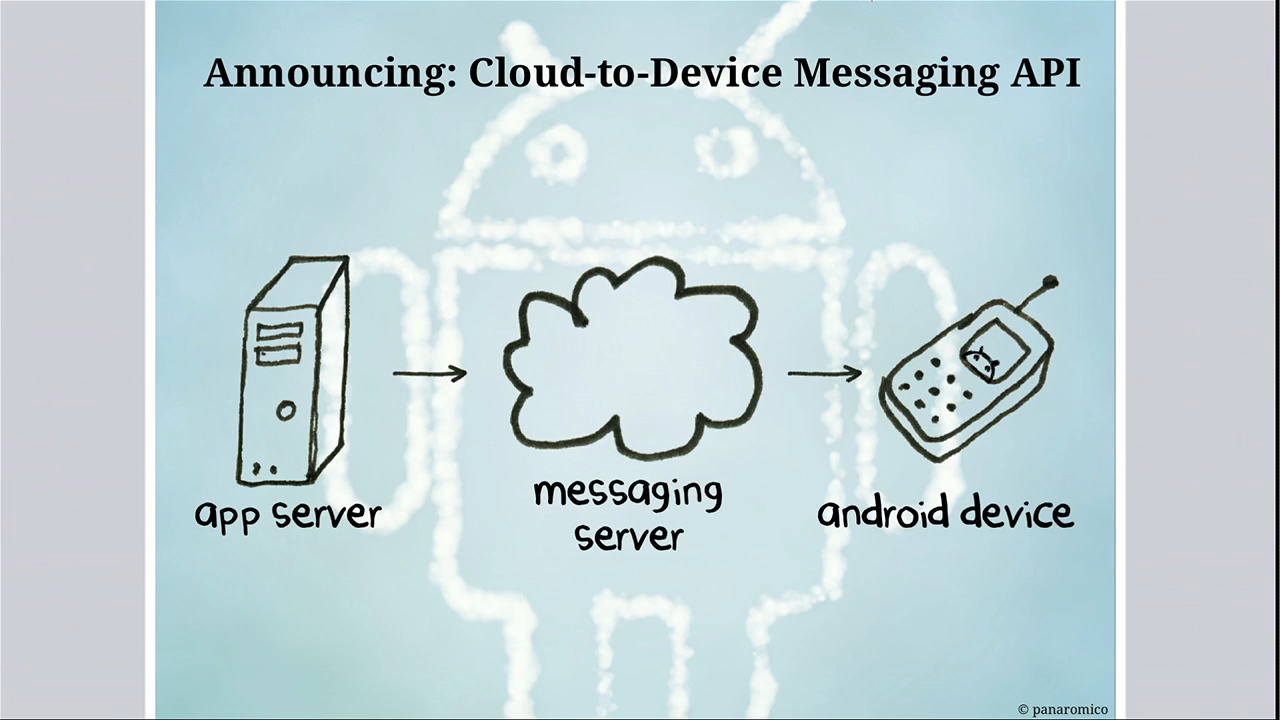 Announcing: Cloud-to-Device Messaging API
app server
messaging
server
android device
© panaromico